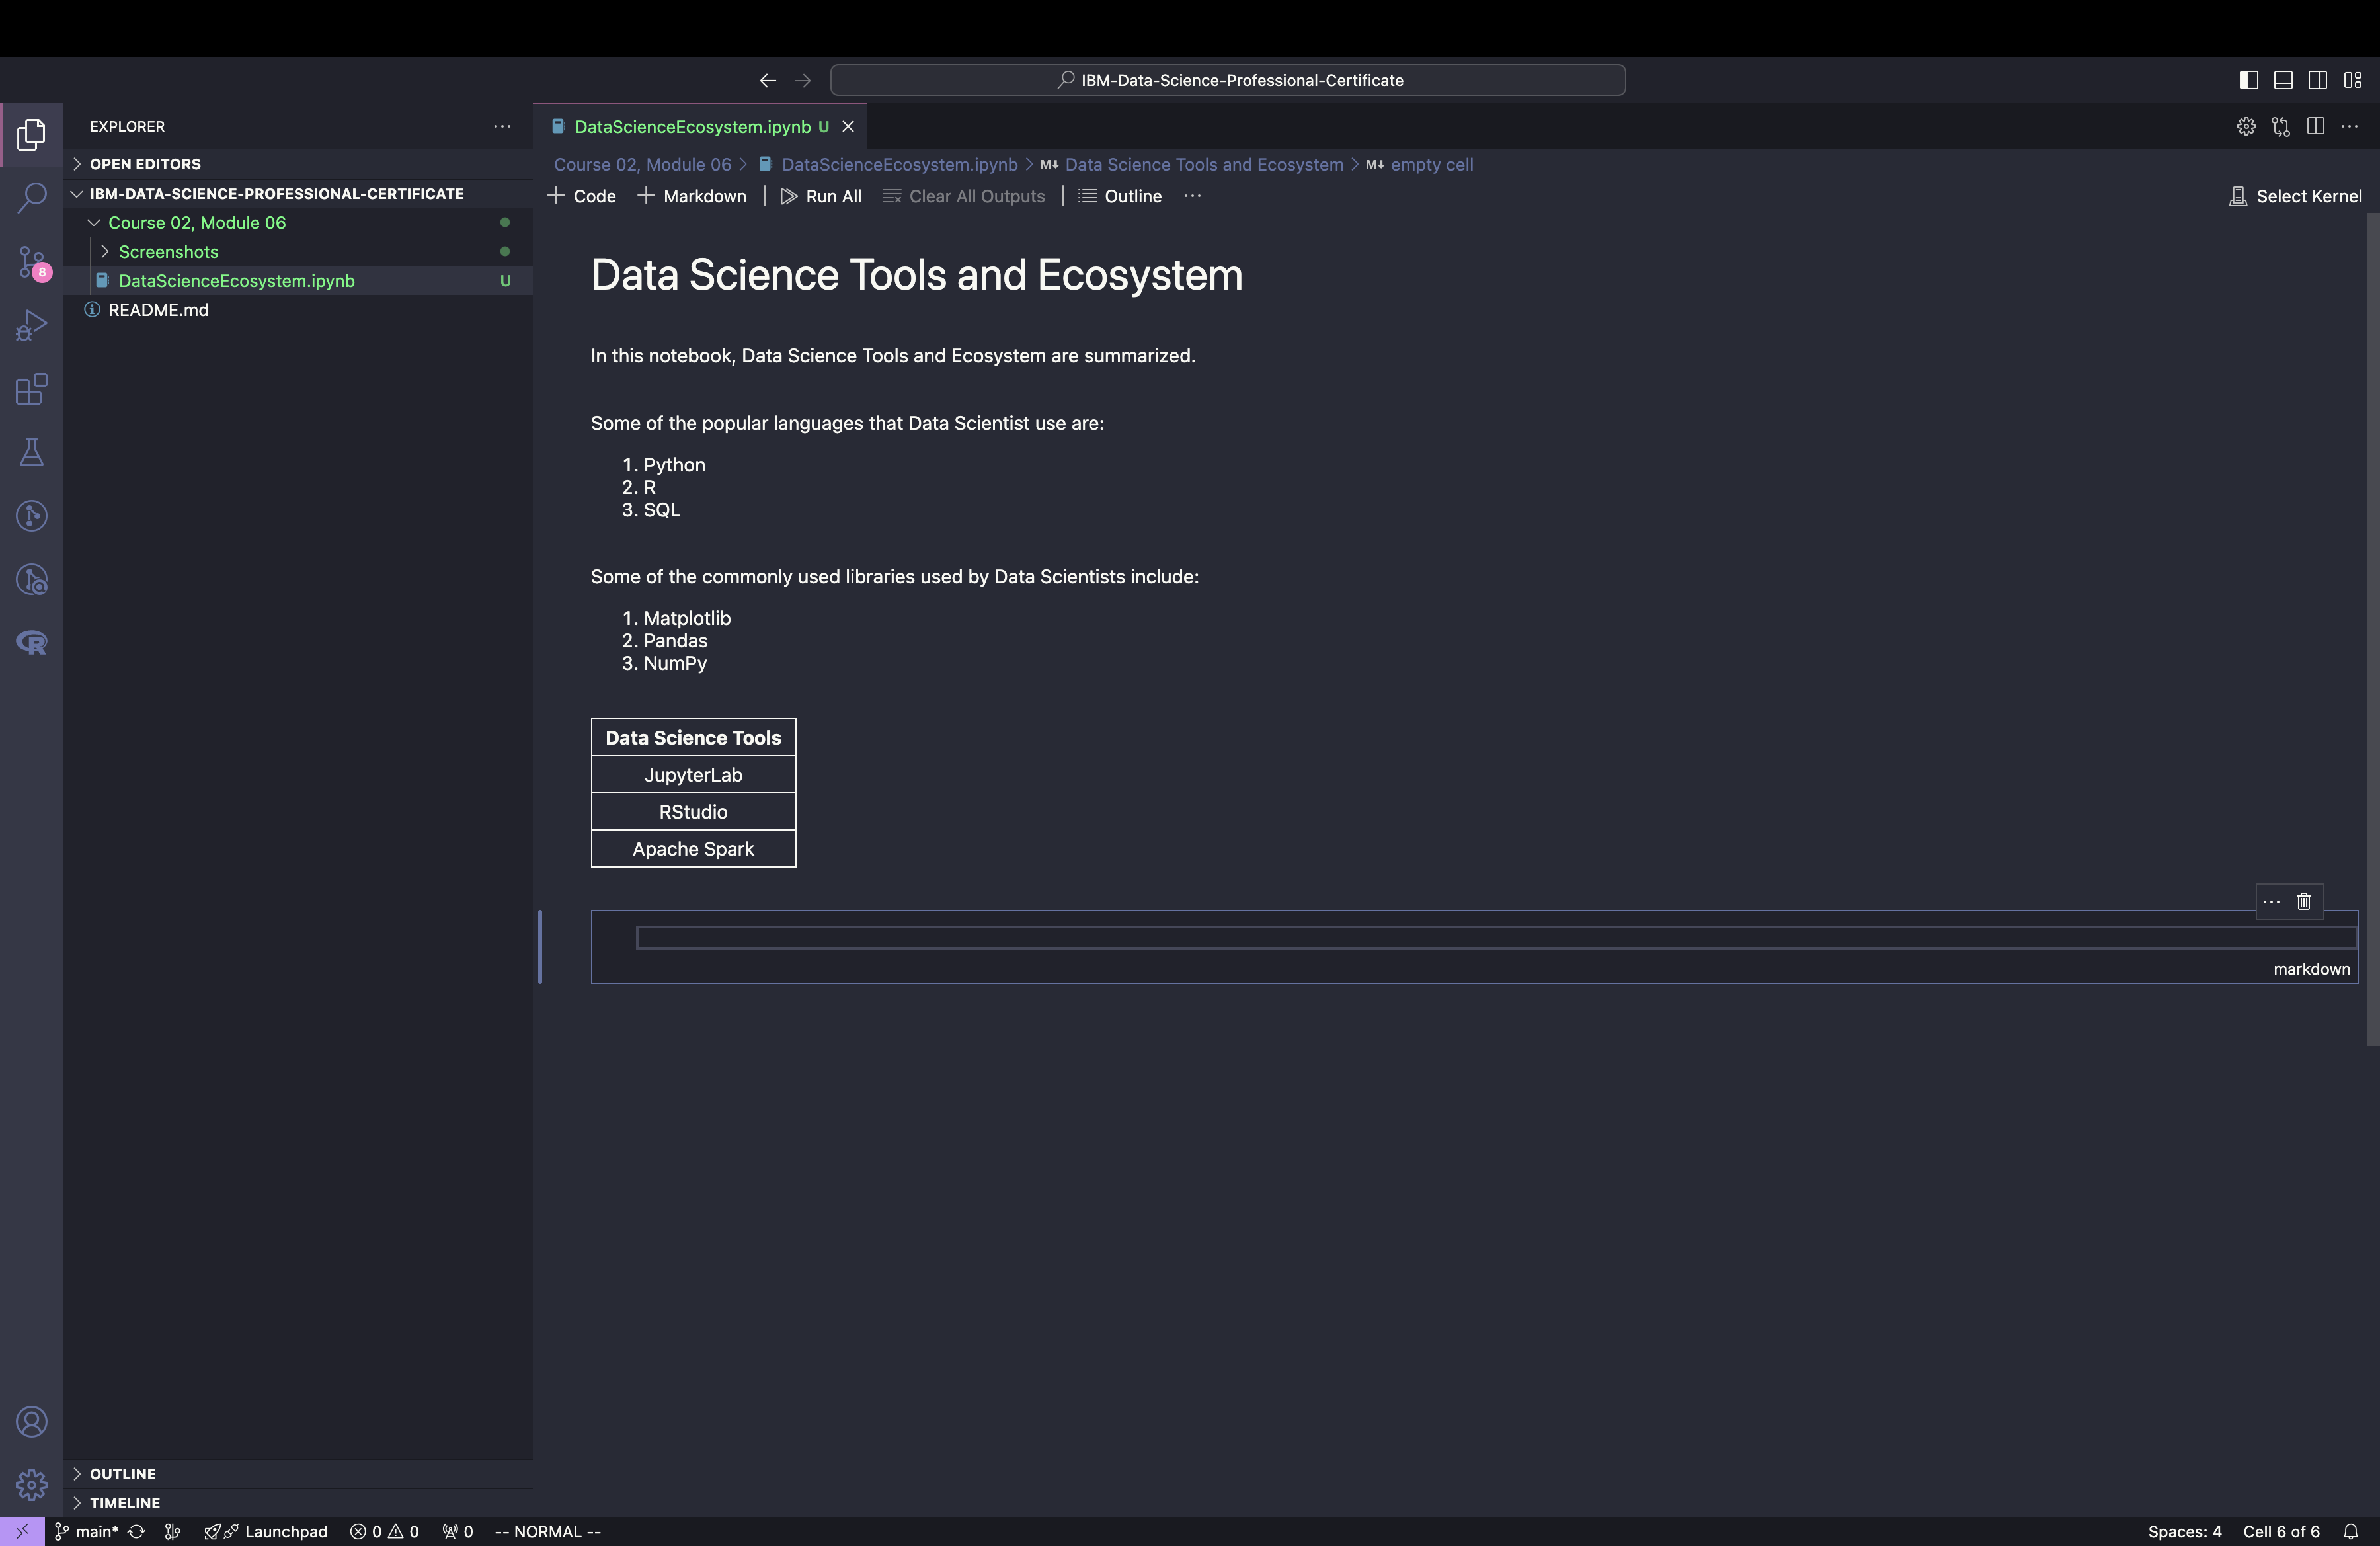 IBM-Data-Science-Professional-Certificate
EXPLORER
OPEN EDITORS
IBM-DATA-SCIENCE-PROFESSIONAL-CERTIFICATE
Course 02, Module 06
Screenshots
DataScienceEcosystem.ipynb U
README.md
8
OUTLINE
TIMELINE
DataScienceEcosystem.ipynb U
Course 02, Module 06 > DataScienceEcosystem.ipynb > M↓ Data Science Tools and Ecosystem > M↓ empty cell
+ Code + Markdown | Run All Clear All Outputs | Outline ... Select Kernel
Data Science Tools and Ecosystem
In this notebook, Data Science Tools and Ecosystem are summarized.
Some of the popular languages that Data Scientist use are:
1. Python
2. R
3. SQL
Some of the commonly used libraries used by Data Scientists include:
1. Matplotlib
2. Pandas
3. NumPy
Data Science Tools
JupyterLab
RStudio
Apache Spark
markdown
main* Launchpad 0 0 0 -- NORMAL -- Spaces: 4 Cell 6 of 6